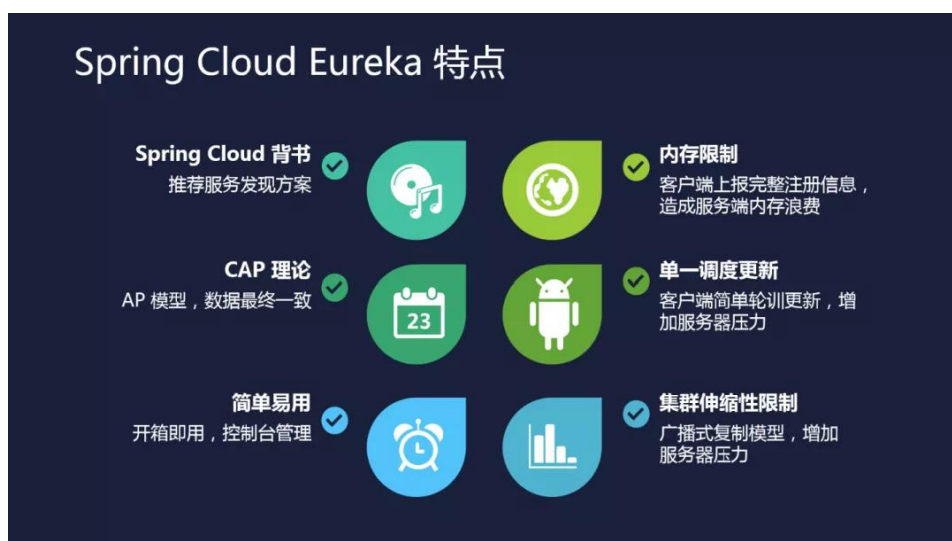 Spring Cloud Eureka 特点
Spring Cloud 背书
推荐服务发现方案
内存限制
客户端上报完整注册信息，
造成服务端内存浪费
CAP 理论
AP 模型，数据最终一致
单一调度更新
客户端简单轮训更新，增
加服务器压力
23
简单易用
开箱即用，控制台管理
集群伸缩性限制
广播式复制模型，增加
服务器压力